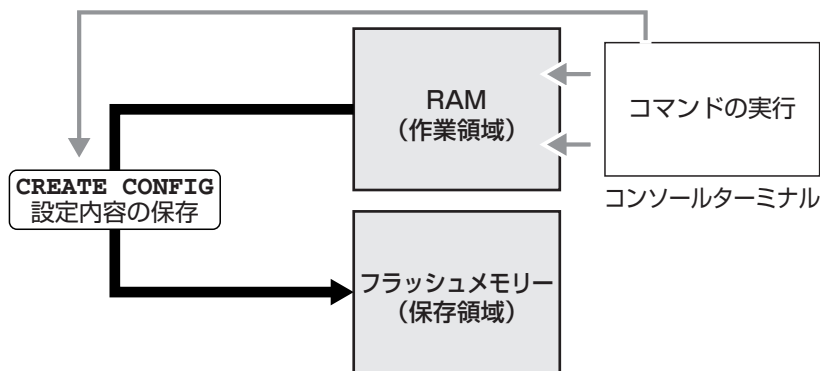 RAM
（作業領域）
コマンドの実行
コンソールターミナル
CREATE CONFIG
設定内容の保存
フラッシュメモリー
（保存領域）